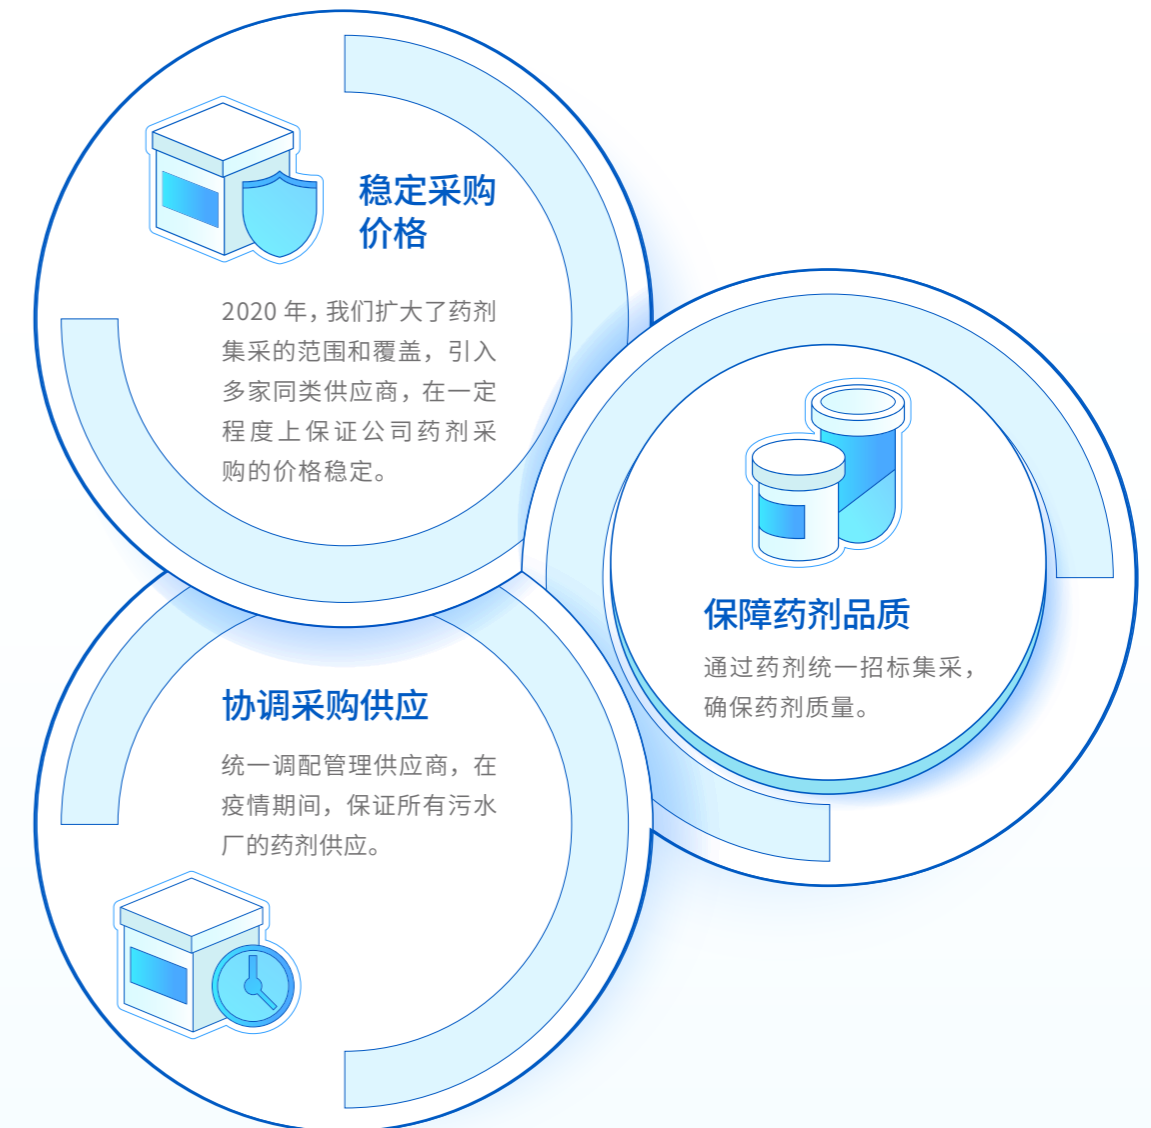 稳定采购
价格
2020 年，我们扩大了药剂
集采的范围和覆盖，引入
多家同类供应商，在一定
程度上保证公司药剂采
购的价格稳定。
保障药剂品质
通过药剂统一招标集采，
确保药剂质量。
协调采购供应
统一调配管理供应商，在
疫情期间，保证所有污水
厂的药剂供应。